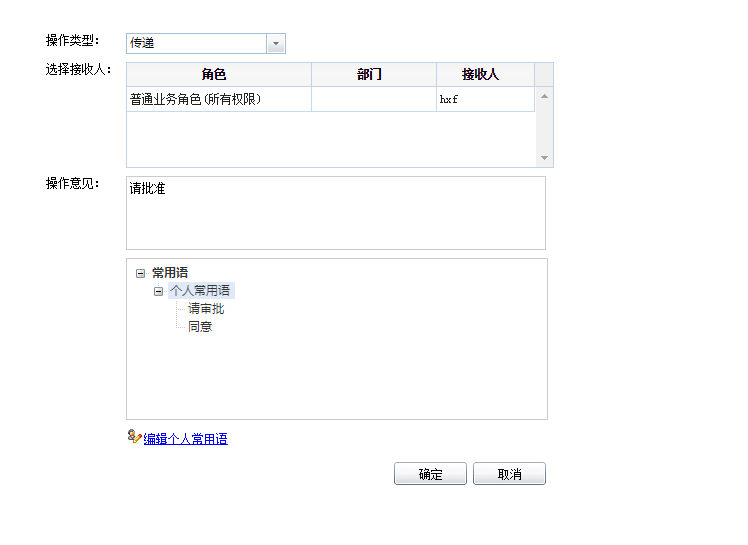 操作类型： 传递
选择接收人： 角色 部门 接收人
普通业务角色(所有权限) hxf
操作意见： 请批准
常用语
个人常用语
请审批
同意
编辑个人常用语
确定 取消